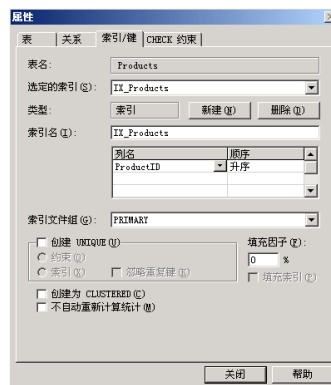 属性
表 关系 索引/键 CHECK 约束
表名: Products
选定的索引(S): IX_Products
类型: 索引 新建(N) 删除(D)
索引名(I): IX_Products
列名 顺序
ProductID 升序
索引文件组(G): PRIMARY
创建 UNIQUE(U) 填充因子(F):
约束(O) 0 %
索引(X) 忽略重复键(K) 填充索引(P)
创建为 CLUSTERED(C)
不自动重新计算统计(M)
关闭 帮助